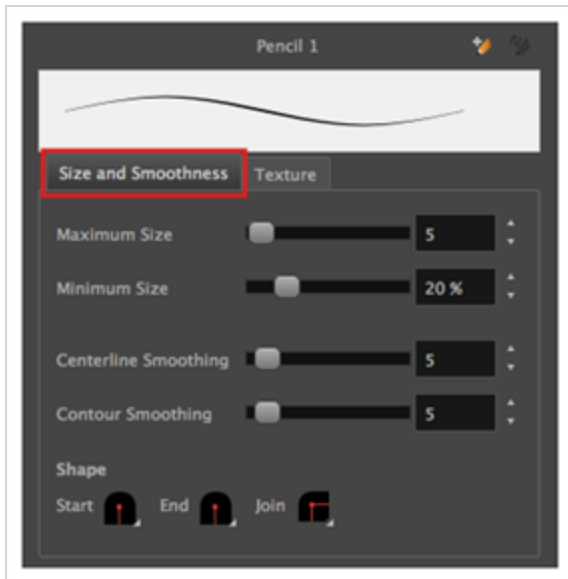 Pencil 1
Size and Smoothness Texture
Maximum Size 5
Minimum Size 20 %
Centerline Smoothing 5
Contour Smoothing 5
Shape
Start End Join